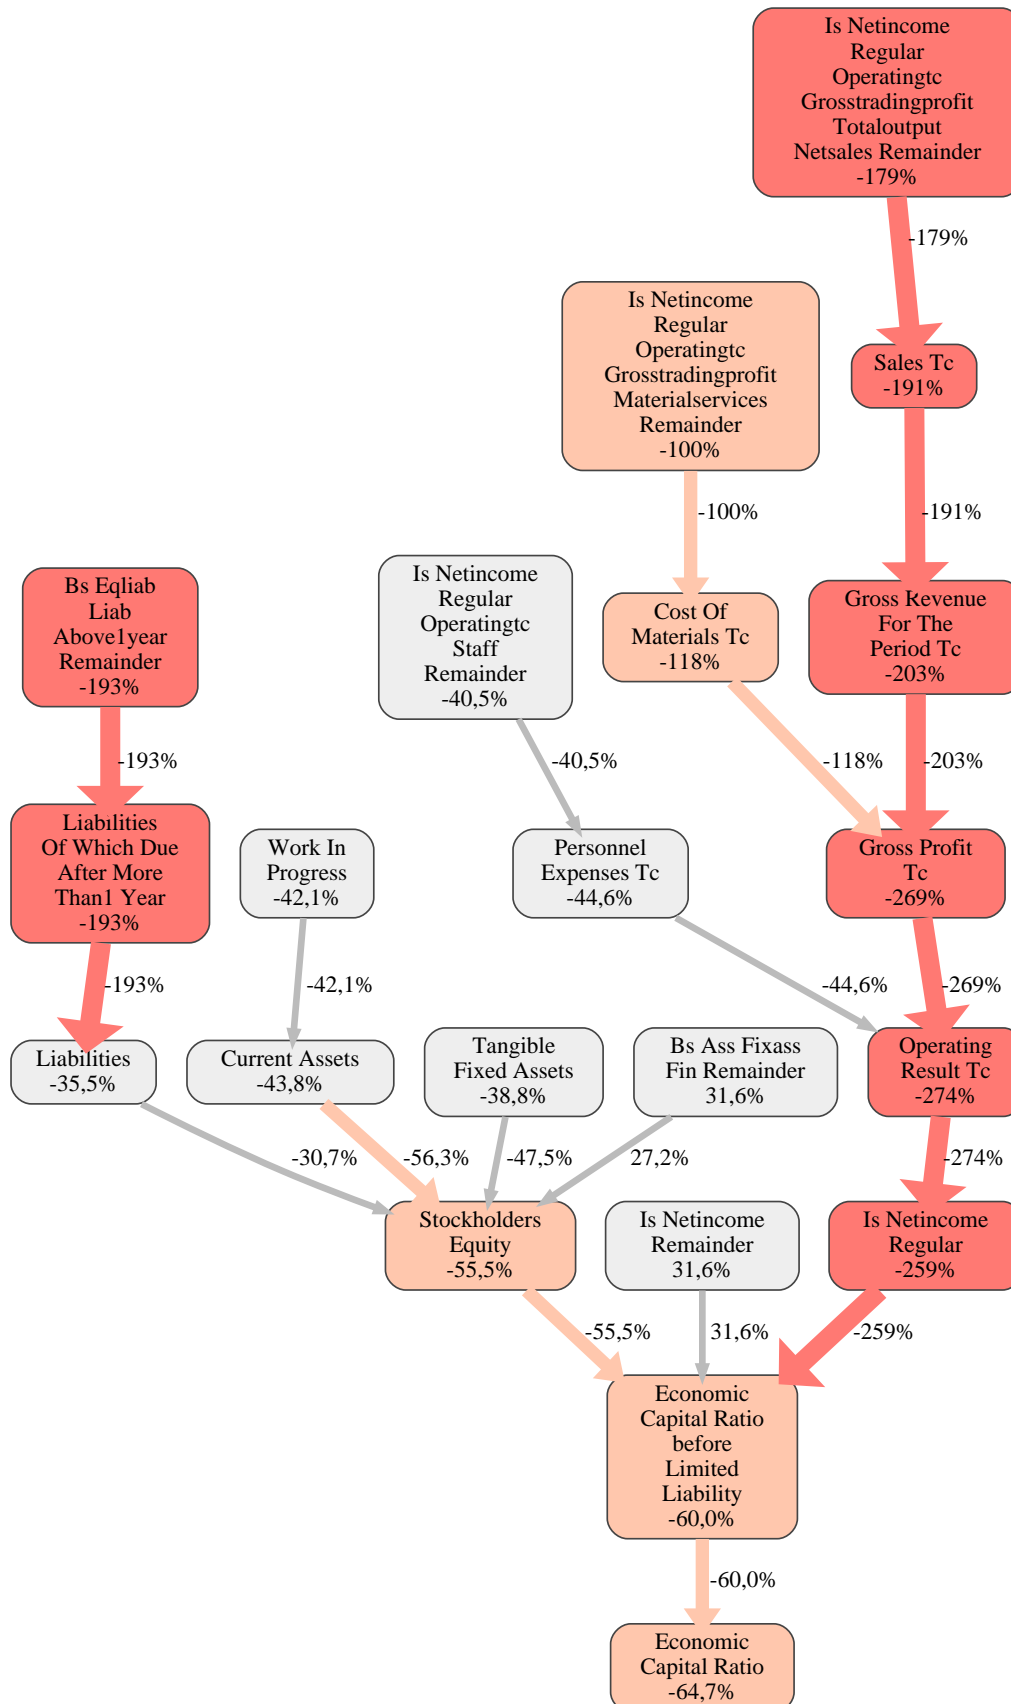 Is Netincome
Regular
Operatingtc
Grosstradingprofit
Totaloutput
Netsales Remainder
-179%
-179%
Is Netincome
Regular
Operatingtc
Grosstradingprofit
Materialservices
Remainder
-100%
Sales Tc
-191%
-100%
-191%
Is Netincome
Regular
Operatingtc
Staff
Remainder
-40,5%
Bs Eqliab
Liab
Above1year
Remainder
-193%
Cost Of
Materials Tc
-118%
Gross Revenue
For The
Period Tc
-203%
-193%
-40,5%
-118%
-203%
Liabilities
Of Which Due
After More
Than1 Year
-193%
Work In
Progress
-42,1%
Personnel
Expenses Tc
-44,6%
Gross Profit
Tc
-269%
-193%
-42,1%
-44,6%
-269%
Liabilities
-35,5%
Current Assets
-43,8%
Tangible
Fixed Assets
-38,8%
Bs Ass Fixass
Fin Remainder
31,6%
Operating
Result Tc
-274%
-30,7%
-56,3%
-47,5%
27,2%
-274%
Stockholders
Equity
-55,5%
Is Netincome
Remainder
31,6%
Is Netincome
Regular
-259%
-55,5%
31,6%
-259%
Economic
Capital Ratio
before
Limited
Liability
-60,0%
-60,0%
Economic
Capital Ratio
-64,7%